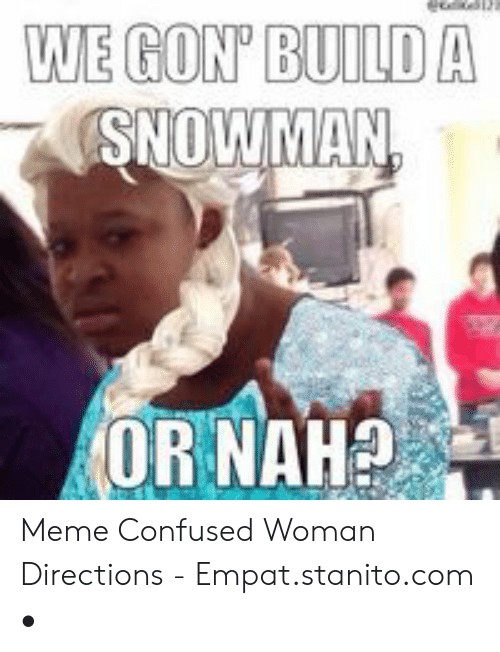 WE GON' BUILD A
SNOWMAN,
OR NAH?
Meme Confused Woman
Directions - Empat.stanito.com
•